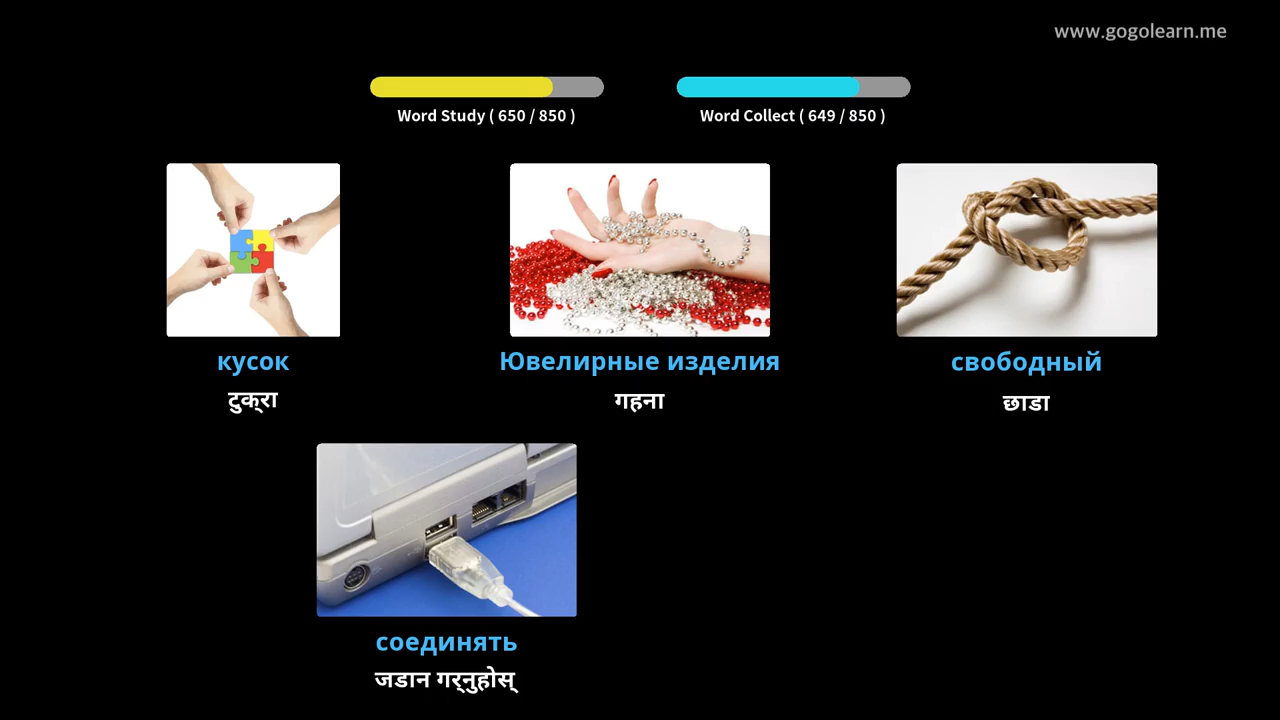 www.gogolearn.me
Word Study ( 650 / 850 )
Word Collect ( 649 / 850 )
кусок
टुक्रा
Ювелирные изделия
गहना
свободный
छाडा
соединять
जडान गर्नुहोस्